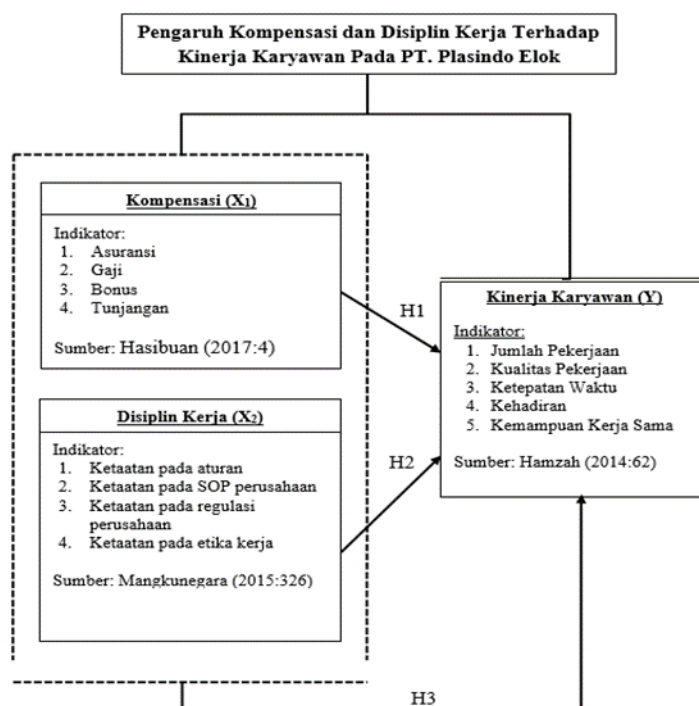 Pengaruh Kompensasi dan Disiplin Kerja Terhadap
Kinerja Karyawan Pada PT. Plasindo Elok
Kompensasi (X1)
Indikator:
1. Asuransi
2. Gaji
3. Bonus
4. Tunjangan
Sumber: Hasibuan (2017:4)
H1
Disiplin Kerja (X2)
Indikator:
1. Ketaatan pada aturan
2. Ketaatan pada SOP perusahaan
3. Ketaatan pada regulasi
perusahaan
4. Ketaatan pada etika kerja
Sumber: Mangkunegara (2015:326)
H2
Kinerja Karyawan (Y)
Indikator:
1. Jumlah Pekerjaan
2. Kualitas Pekerjaan
3. Ketepatan Waktu
4. Kehadiran
5. Kemampuan Kerja Sama
Sumber: Hamzah (2014:62)
H3